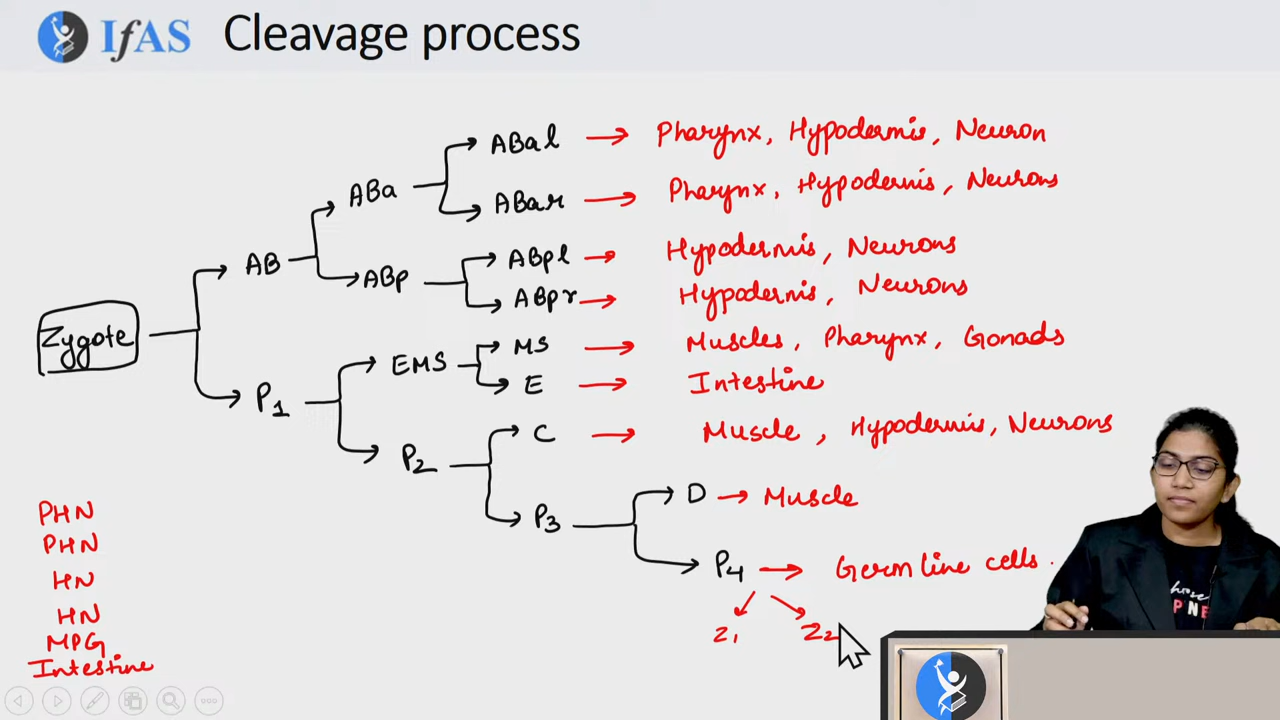 IfAS Cleavage process
ABal → Pharynx, Hypodermis, Neuron
ABar → Pharynx, Hypodermis, Neurons
ABa
AB
ABp
ABpl → Hypodermis, Neurons
ABpr → Hypodermis, Neurons
Zygote
P1
EMS
MS → Muscles, Pharynx, Gonads
E → Intestine
P2
C → Muscle, Hypodermis, Neurons
P3
D → Muscle
P4 → Germ line cells.
Z1 Z2
PHN
PHN
HN
HN
MPG
Intestine